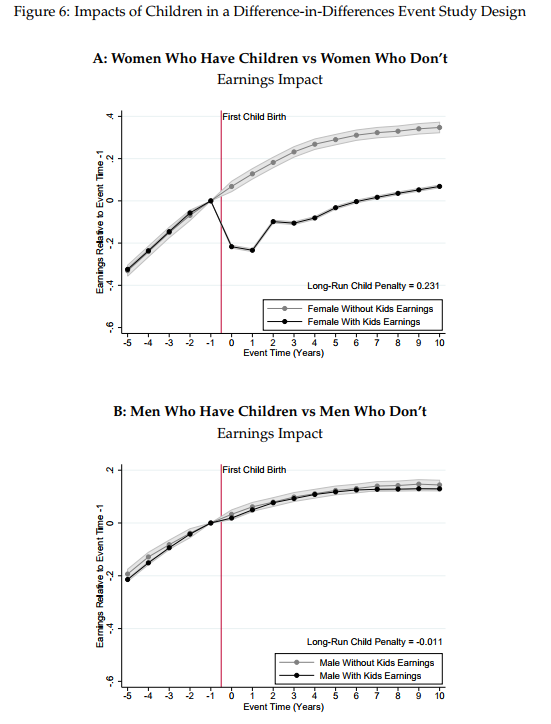 Figure 6: Impacts of Children in a Difference-in-Differences Event Study Design
A: Women Who Have Children vs Women Who Don't
Earnings Impact
Earnings Relative to Event Time -1
.4
.2
0
-.2
-.4
-.6
First Child Birth
Long-Run Child Penalty = 0.231
Female Without Kids Earnings
Female With Kids Earnings
-5 -4 -3 -2 -1 0 1 2 3 4 5 6 7 8 9 10
Event Time (Years)
B: Men Who Have Children vs Men Who Don't
Earnings Impact
Earnings Relative to Event Time -1
.2
0
-.2
-.4
-.6
First Child Birth
Long-Run Child Penalty = -0.011
Male Without Kids Earnings
Male With Kids Earnings
-5 -4 -3 -2 -1 0 1 2 3 4 5 6 7 8 9 10
Event Time (Years)